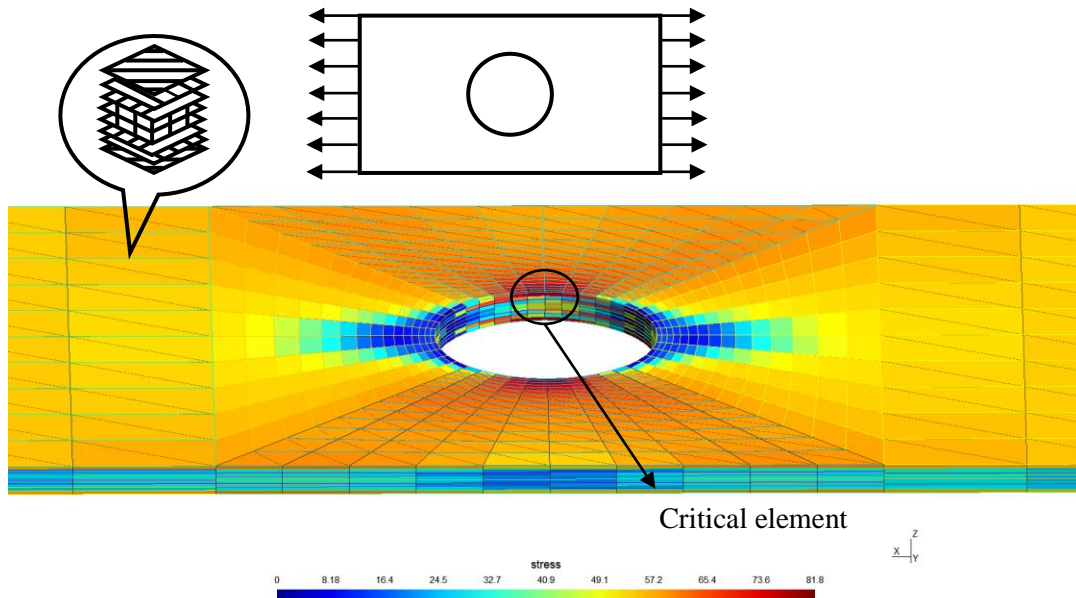 Critical element
Z
X
Y
stress
0 8.18 16.4 24.5 32.7 40.9 49.1 57.2 65.4 73.6 81.8